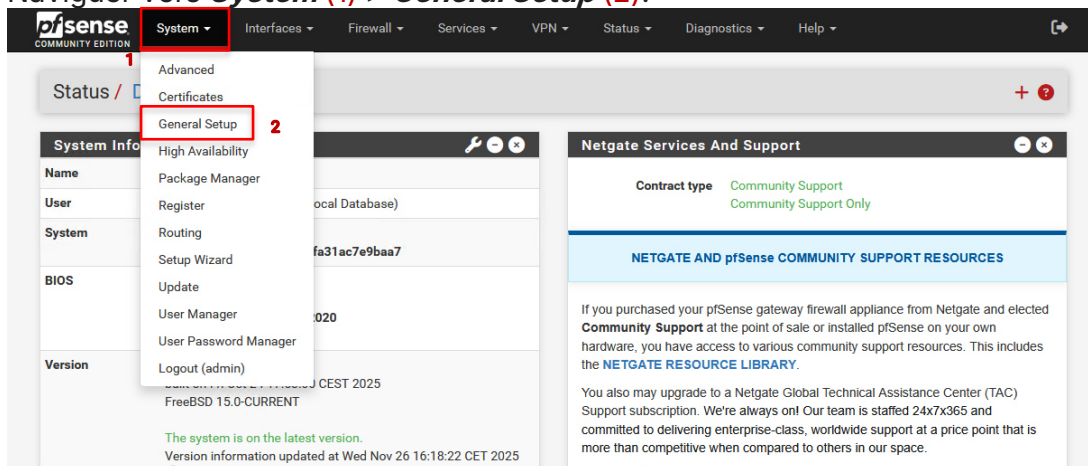 Naviguer vers System (1) > General Setup (2).
pfsense
COMMUNITY EDITION
System Interfaces Firewall Services VPN Status Diagnostics Help
1
Advanced
Certificates
General Setup 2
High Availability
Package Manager
Register
Routing
Setup Wizard
Update
User Manager
User Password Manager
Logout (admin)
Status /
System Info
Name
User ocal Database)
System
fa31ac7e9baa7
BIOS
2020
Version
CEST 2025
FreeBSD 15.0-CURRENT
The system is on the latest version.
Version information updated at Wed Nov 26 16:18:22 CET 2025
Netgate Services And Support
Contract type Community Support
Community Support Only
NETGATE AND pfSense COMMUNITY SUPPORT RESOURCES
If you purchased your pfSense gateway firewall appliance from Netgate and elected
Community Support at the point of sale or installed pfSense on your own
hardware, you have access to various community support resources. This includes
the NETGATE RESOURCE LIBRARY.
You also may upgrade to a Netgate Global Technical Assistance Center (TAC)
Support subscription. We're always on! Our team is staffed 24x7x365 and
committed to delivering enterprise-class, worldwide support at a price point that is
more than competitive when compared to others in our space.